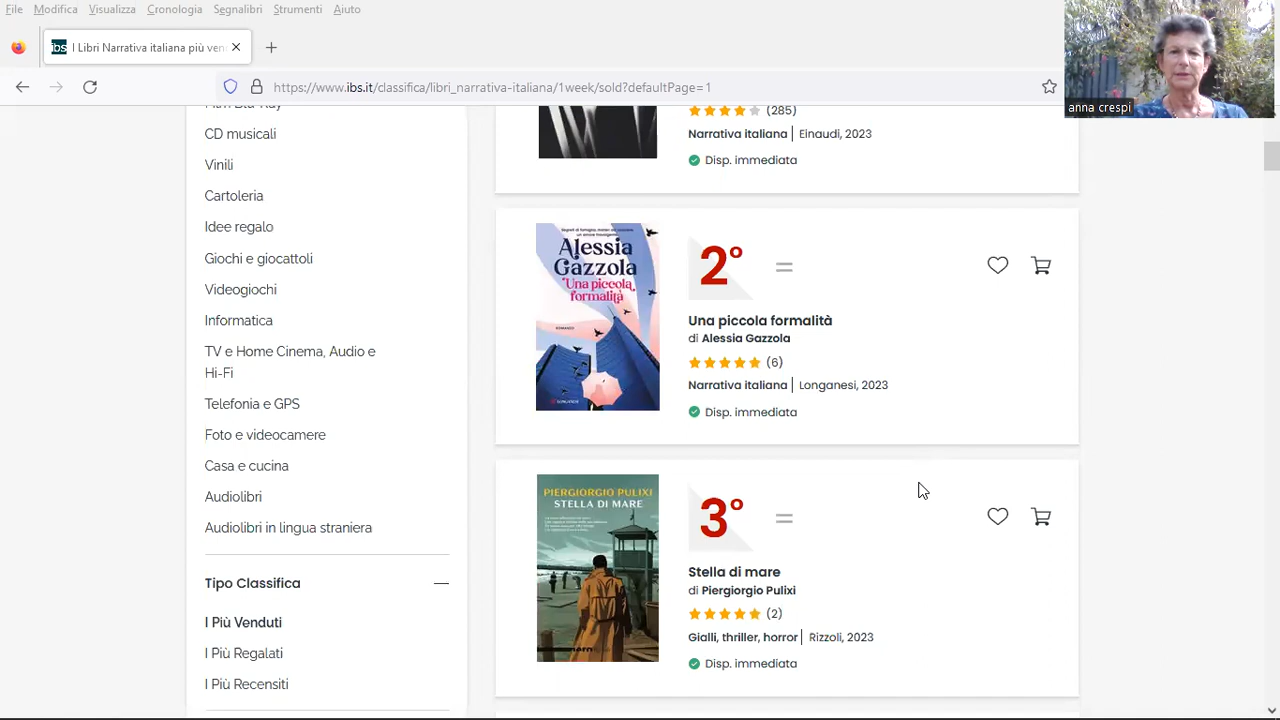 File Modifica Visualizza Cronologia Segnalibri Strumenti Aiuto
ibs I Libri Narrativa italiana più ven
https://www.ibs.it/classifica/libri_narrativa-italiana/1week/sold?defaultPage=1
anna crespi
CD musicali
Vinili
Cartoleria
Idee regalo
Giochi e giocattoli
Videogiochi
Informatica
TV e Home Cinema, Audio e
Hi-Fi
Telefonia e GPS
Foto e videocamere
Casa e cucina
Audiolibri
Audiolibri in lingua straniera
Tipo Classifica
I Più Venduti
I Più Regalati
I Più Recensiti
(285)
Narrativa italiana | Einaudi, 2023
Disp. immediata
Alessia
Gazzola
Una piccola
formalità
ROMANZO
LONGANESI
2°
Una piccola formalità
di Alessia Gazzola
(6)
Narrativa italiana | Longanesi, 2023
Disp. immediata
PIERGIORGIO PULIXI
STELLA DI MARE
3°
Stella di mare
di Piergiorgio Pulixi
(2)
Gialli, thriller, horror | Rizzoli, 2023
Disp. immediata